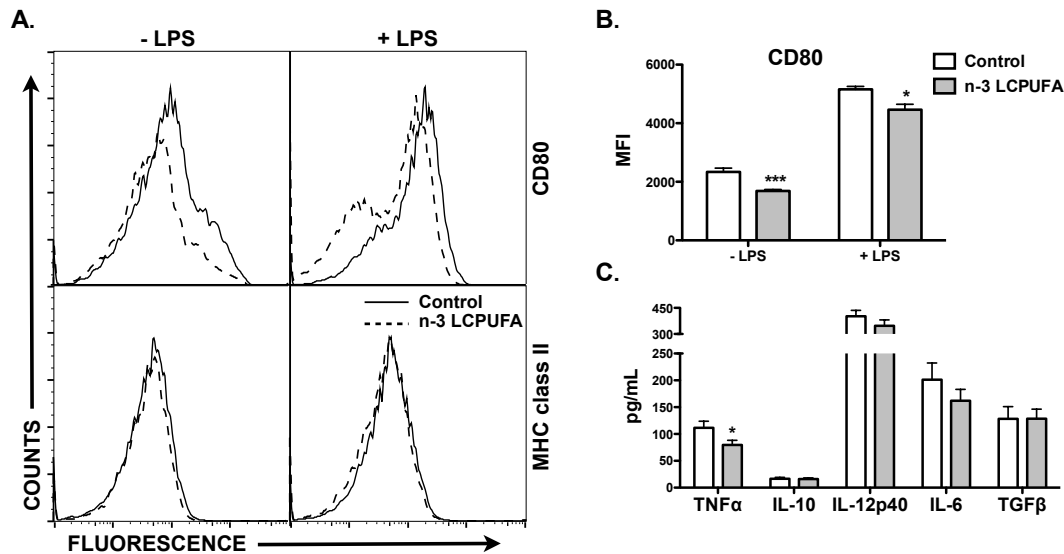 A.
- LPS
+ LPS
CD80
Control
n-3 LCPUFA
MHC class II
COUNTS
FLUORESCENCE
B.
CD80
Control
n-3 LCPUFA
6000
4000
2000
0
MFI
***
*
- LPS
+ LPS
C.
450
300
250
200
150
100
50
0
pg/mL
*
TNFα IL-10 IL-12p40 IL-6 TGFβ